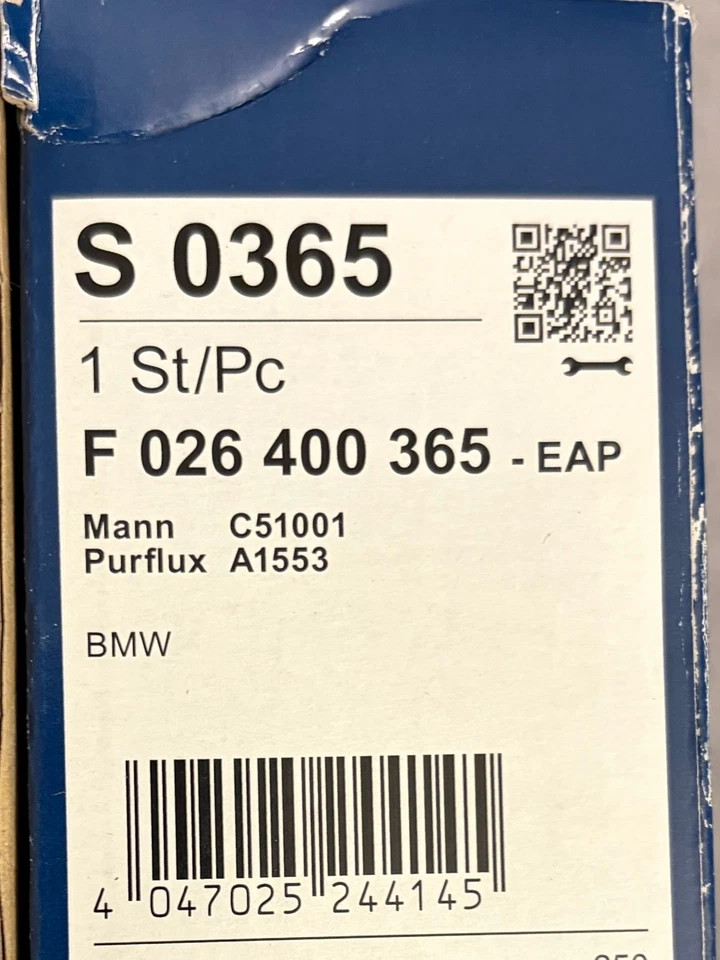 S 0365
1 St/Pc
F 026 400 365 - EAP
Mann C51001
Purflux A1553
BMW
4 047025 244145